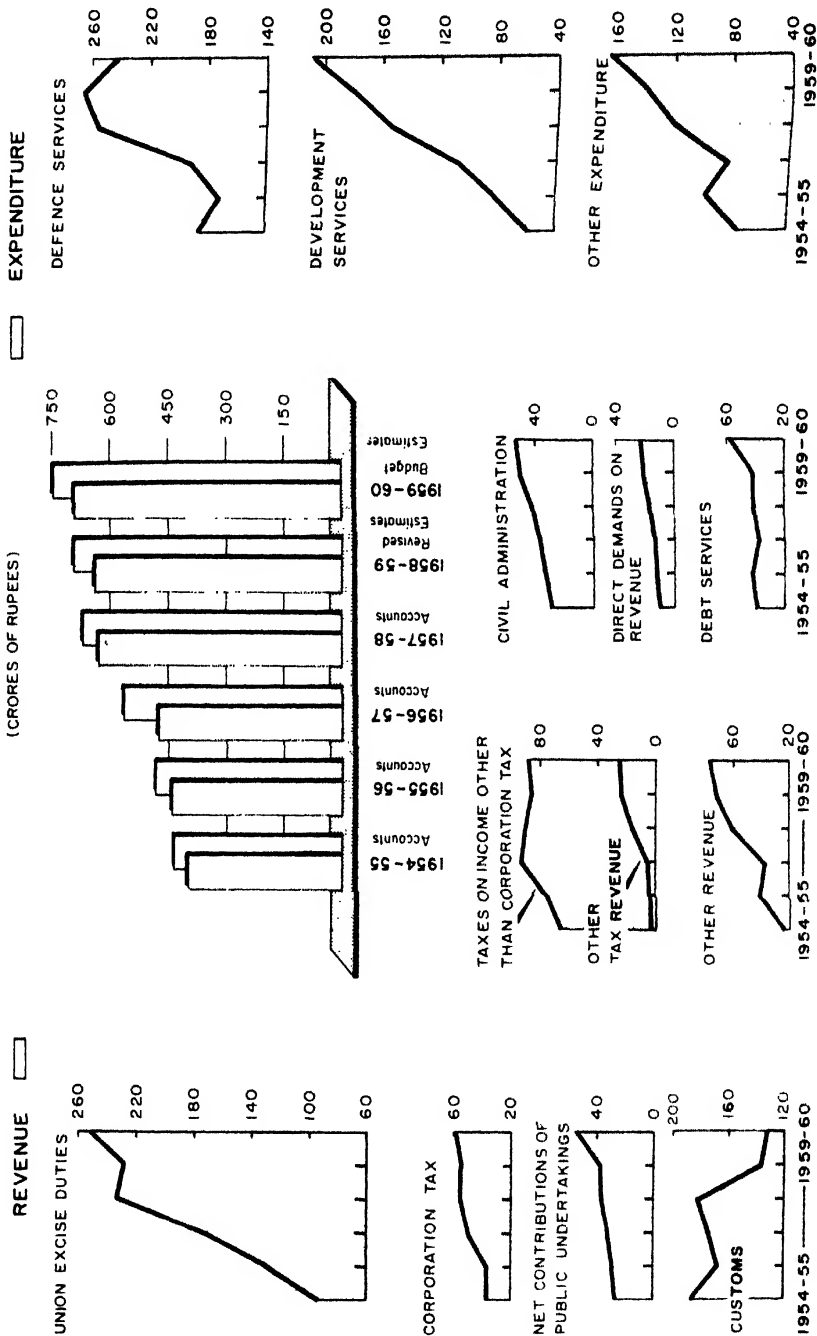 (CRORES OF RUPEES)
REVENUE
EXPENDITURE
UNION EXCISE DUTIES
260
220
180
140
100
60
CORPORATION TAX
60
20
NET CONTRIBUTIONS OF
PUBLIC UNDERTAKINGS
40
0
200
160
120
CUSTOMS
1954-55 1959-60
750
600
450
300
150
1954-55
Accounts
1955-56
Accounts
1956-57
Accounts
1957-58
Accounts
1958-59
Revised
Estimates
1959-60
Budget
Estimates
TAXES ON INCOME OTHER
THAN CORPORATION TAX
80
40
0
OTHER
TAX REVENUE
OTHER REVENUE
60
20
1954-55 1959-60
CIVIL ADMINISTRATION
40
0
DIRECT DEMANDS ON
REVENUE
40
0
DEBT SERVICES
60
20
1954-55 1959-60
DEFENCE SERVICES
260
220
180
140
DEVELOPMENT
SERVICES
200
160
120
80
40
OTHER EXPENDITURE
160
120
80
40
1954-55 1959-60